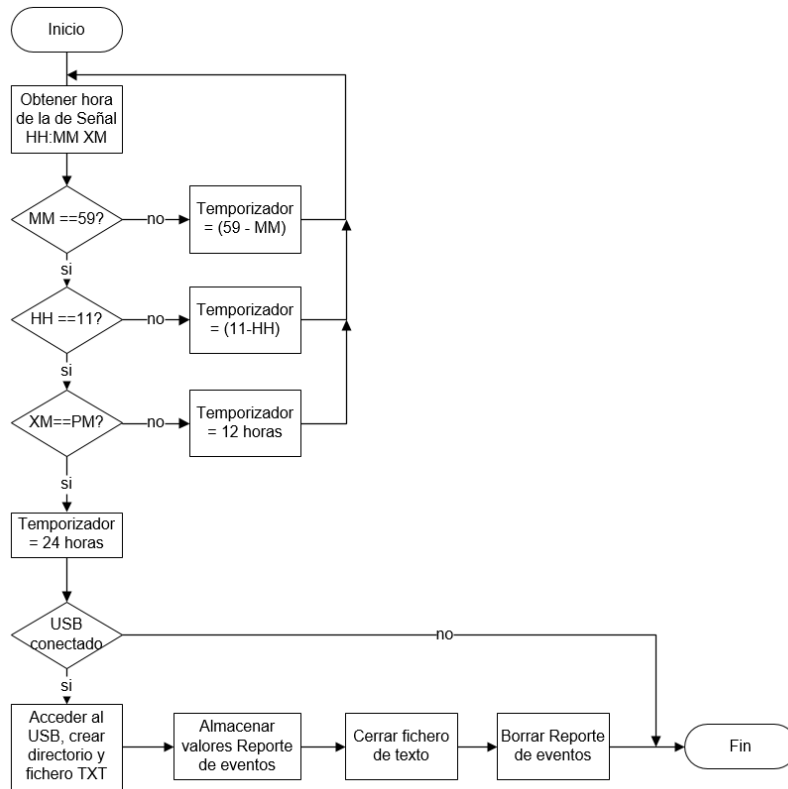 Inicio
Obtener hora
de la de Señal
HH:MM XM
MM ==59?
no
Temporizador
= (59 - MM)
si
HH ==11?
no
Temporizador
= (11-HH)
si
XM==PM?
no
Temporizador
= 12 horas
si
Temporizador
= 24 horas
USB
conectado
no
si
Acceder al
USB, crear
directorio y
fichero TXT
Almacenar
valores Reporte
de eventos
Cerrar fichero
de texto
Borrar Reporte
de eventos
Fin